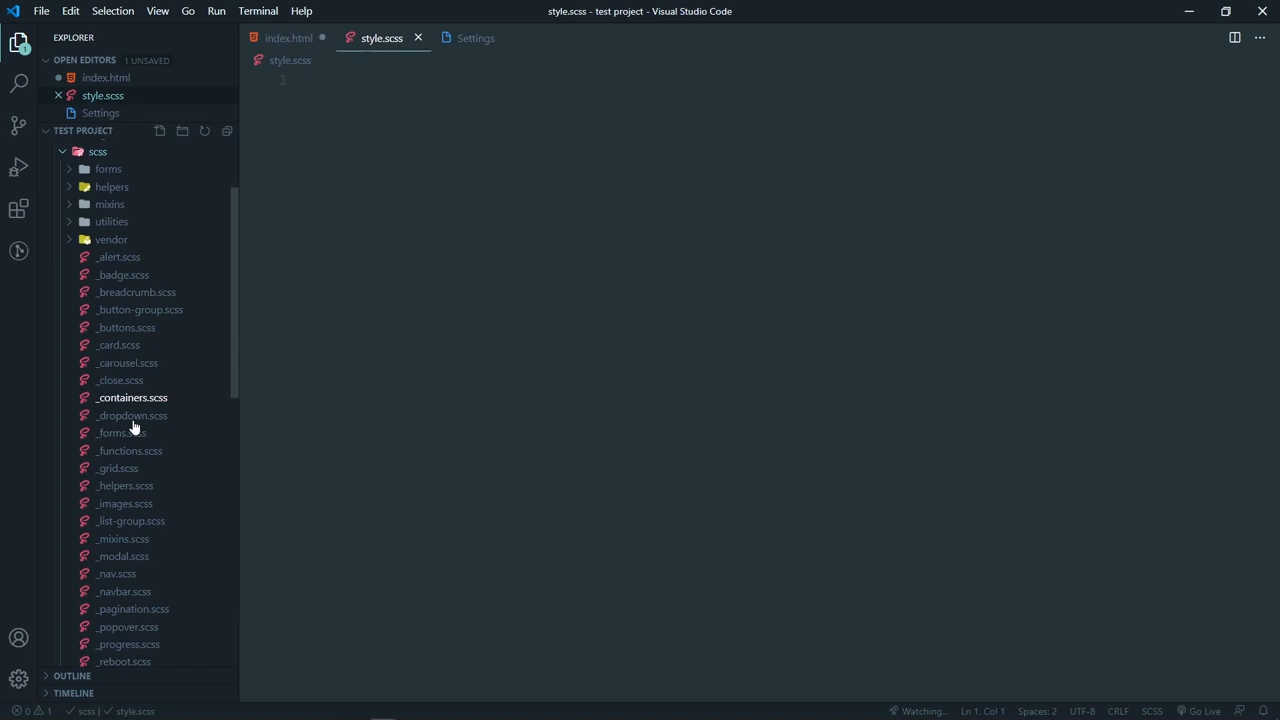 File Edit Selection View Go Run Terminal Help
style.scss - test project - Visual Studio Code
EXPLORER
index.html
style.scss
Settings
OPEN EDITORS 1 UNSAVED
index.html
style.scss
Settings
style.scss
1
TEST PROJECT
scss
forms
helpers
mixins
utilities
vendor
_alert.scss
_badge.scss
_breadcrumb.scss
_button-group.scss
_buttons.scss
_card.scss
_carousel.scss
_close.scss
_containers.scss
_dropdown.scss
_forms.scss
_functions.scss
_grid.scss
_helpers.scss
_images.scss
_list-group.scss
_mixins.scss
_modal.scss
_nav.scss
_navbar.scss
_pagination.scss
_popover.scss
_progress.scss
_reboot.scss
OUTLINE
TIMELINE
1
0 1 scss | style.scss
Watching... Ln 1, Col 1 Spaces: 2 UTF-8 CRLF SCSS Go Live